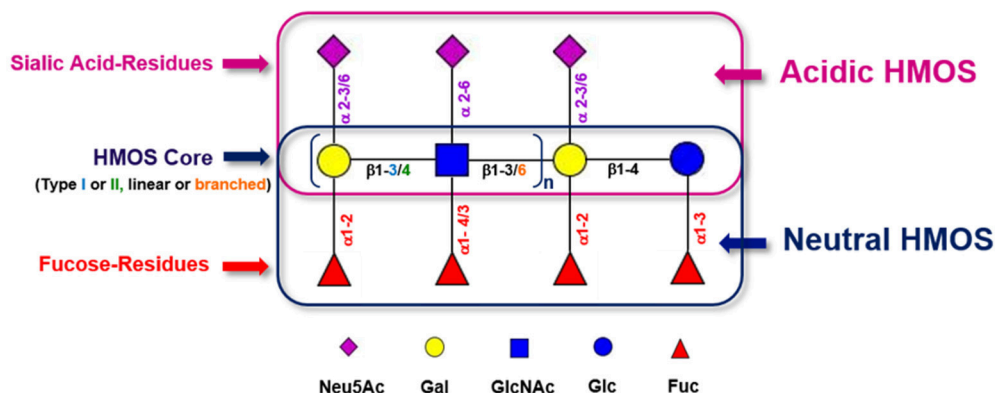 Sialic Acid-Residues
Acidic HMOS
α 2-3/6
α 2-6
α 2-3/6
HMOS Core
(Type I or II, linear or branched)
β1-3/4
β1-3/6
n
β1-4
α1-2
α1- 4/3
α1-2
α1-3
Neutral HMOS
Fucose-Residues
Neu5Ac Gal GlcNAc Glc Fuc